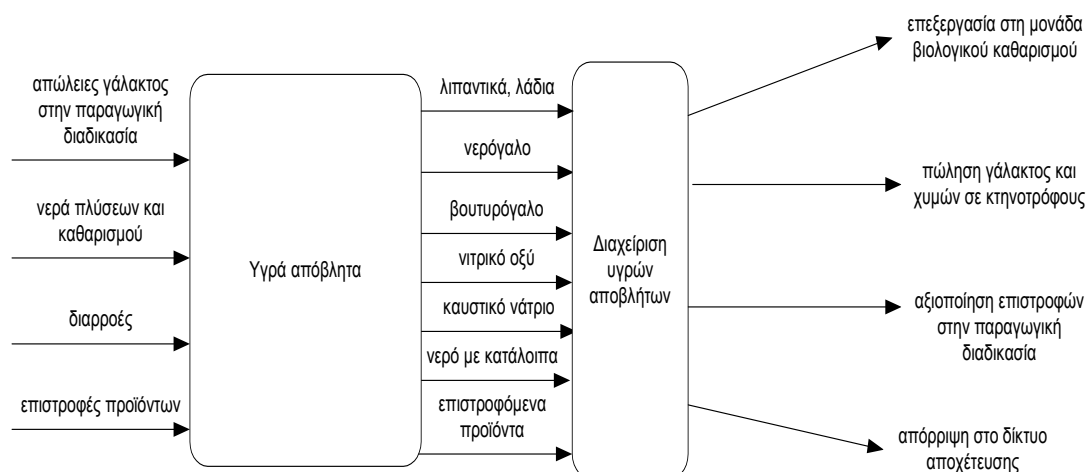 απώλειες γάλακτος
στην παραγωγική
διαδικασία
νερά πλύσεων και
καθαρισμού
διαρροές
επιστροφές προϊόντων
Υγρά απόβλητα
λιπαντικά, λάδια
νερόγαλο
βουτυρόγαλο
νιτρικό οξύ
καυστικό νάτριο
νερό με κατάλοιπα
επιστροφόμενα
προϊόντα
Διαχείριση
υγρών
αποβλήτων
επεξεργασία στη μονάδα
βιολογικού καθαρισμού
πώληση γάλακτος και
χυμών σε κτηνοτρόφους
αξιοποίηση επιστροφών
στην παραγωγική
διαδικασία
απόρριψη στο δίκτυο
αποχέτευσης